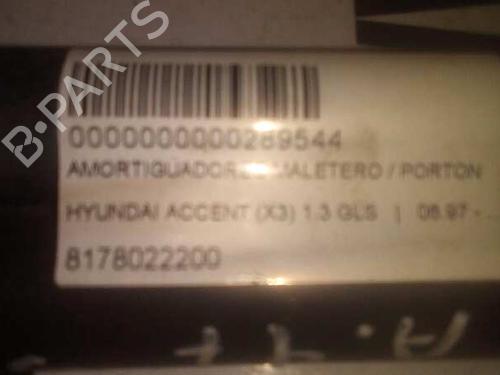 B-PARTS
0000000000289544
AMORTIGUADORES MALETERO / PORTON
HYUNDAI ACCENT (X3) 1.3 GLS | 06.97 -
8178022200